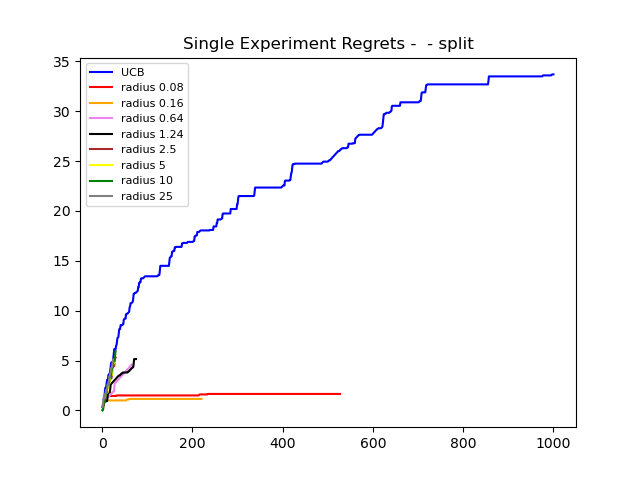 Single Experiment Regrets -  - split
35
30
25
20
15
10
5
0
UCB
radius 0.08
radius 0.16
radius 0.64
radius 1.24
radius 2.5
radius 5
radius 10
radius 25
0 200 400 600 800 1000